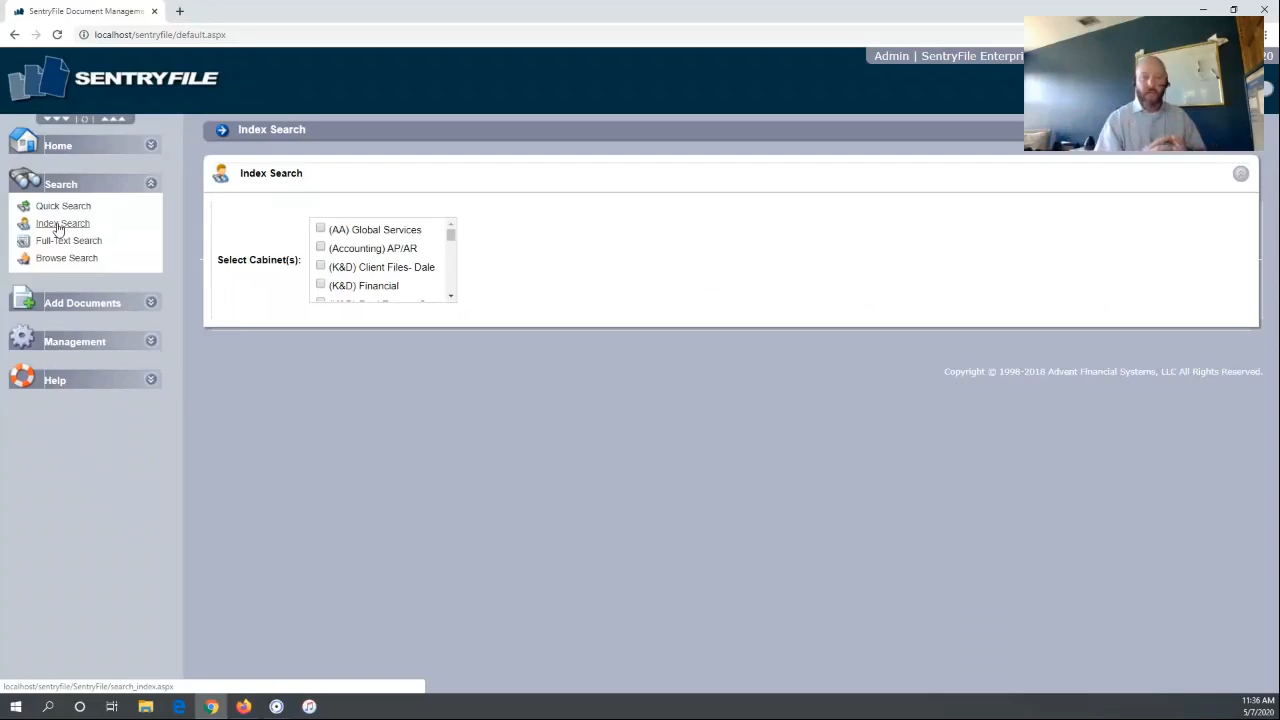 SentryFile Document Managem
localhost/sentryfile/default.aspx
Admin | SentryFile Enterpri
20
SENTRYFILE
Home
Search
Quick Search
Index Search
Full-Text Search
Browse Search
Add Documents
Management
Help
Index Search
Index Search
Select Cabinet(s):
(AA) Global Services
(Accounting) AP/AR
(K&D) Client Files- Dale
(K&D) Financial
Copyright © 1998-2018 Advent Financial Systems, LLC All Rights Reserved.
localhost/sentryfile/SentryFile/search_index.aspx
11:36 AM
5/7/2020